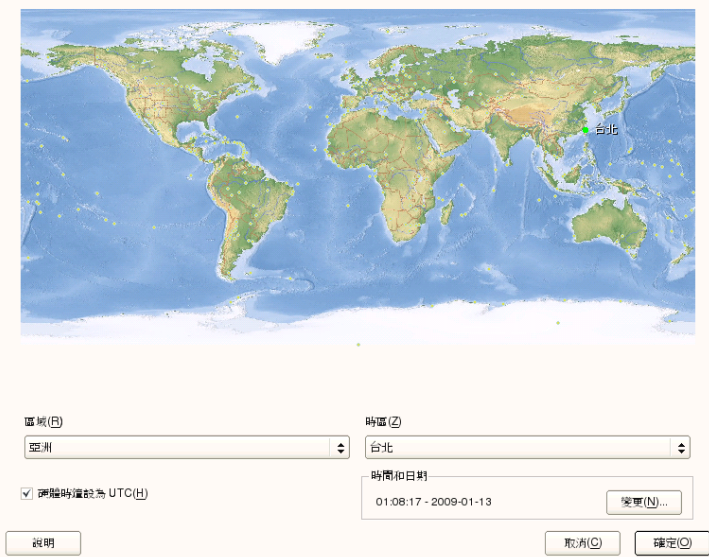 台北
區域(R)
時區(Z)
亞洲
台北
硬體時鐘設為 UTC(H)
時間和日期
01:08:17 - 2009-01-13
變更(N)...
說明
取消(C)
確定(O)